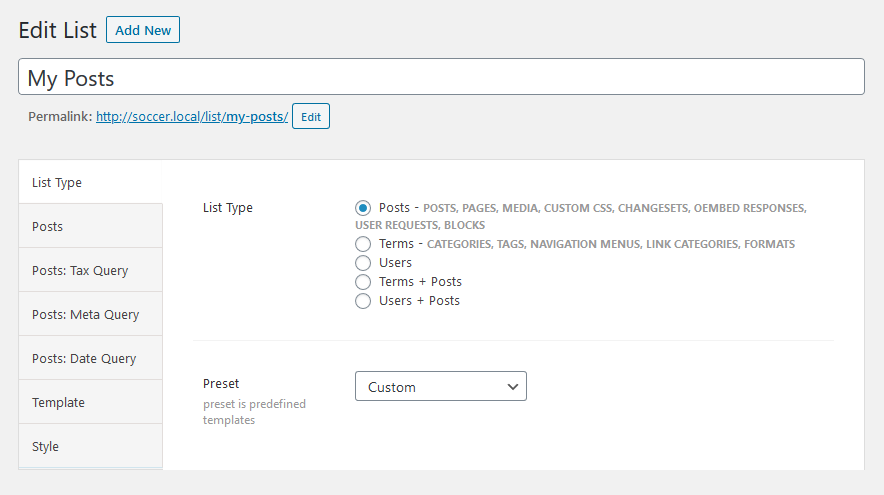 Edit List Add New
My Posts
Permalink: http://soccer.local/list/my-posts/ Edit
List Type
Posts
Posts: Tax Query
Posts: Meta Query
Posts: Date Query
Template
Style
List Type
Posts - POSTS, PAGES, MEDIA, CUSTOM CSS, CHANGESETS, OEMBED RESPONSES,
USER REQUESTS, BLOCKS
Terms - CATEGORIES, TAGS, NAVIGATION MENUS, LINK CATEGORIES, FORMATS
Users
Terms + Posts
Users + Posts
Preset
preset is predefined
templates
Custom